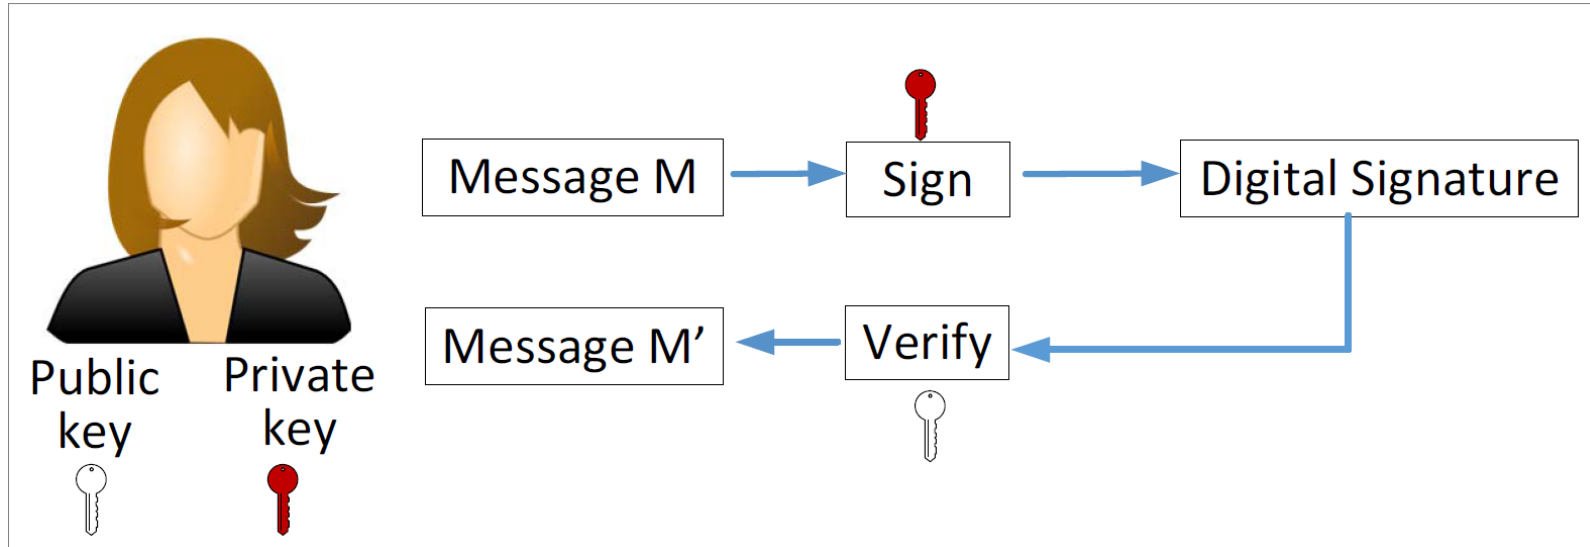 Message M
Sign
Digital Signature
Message M’
Verify
Public
key
Private
key